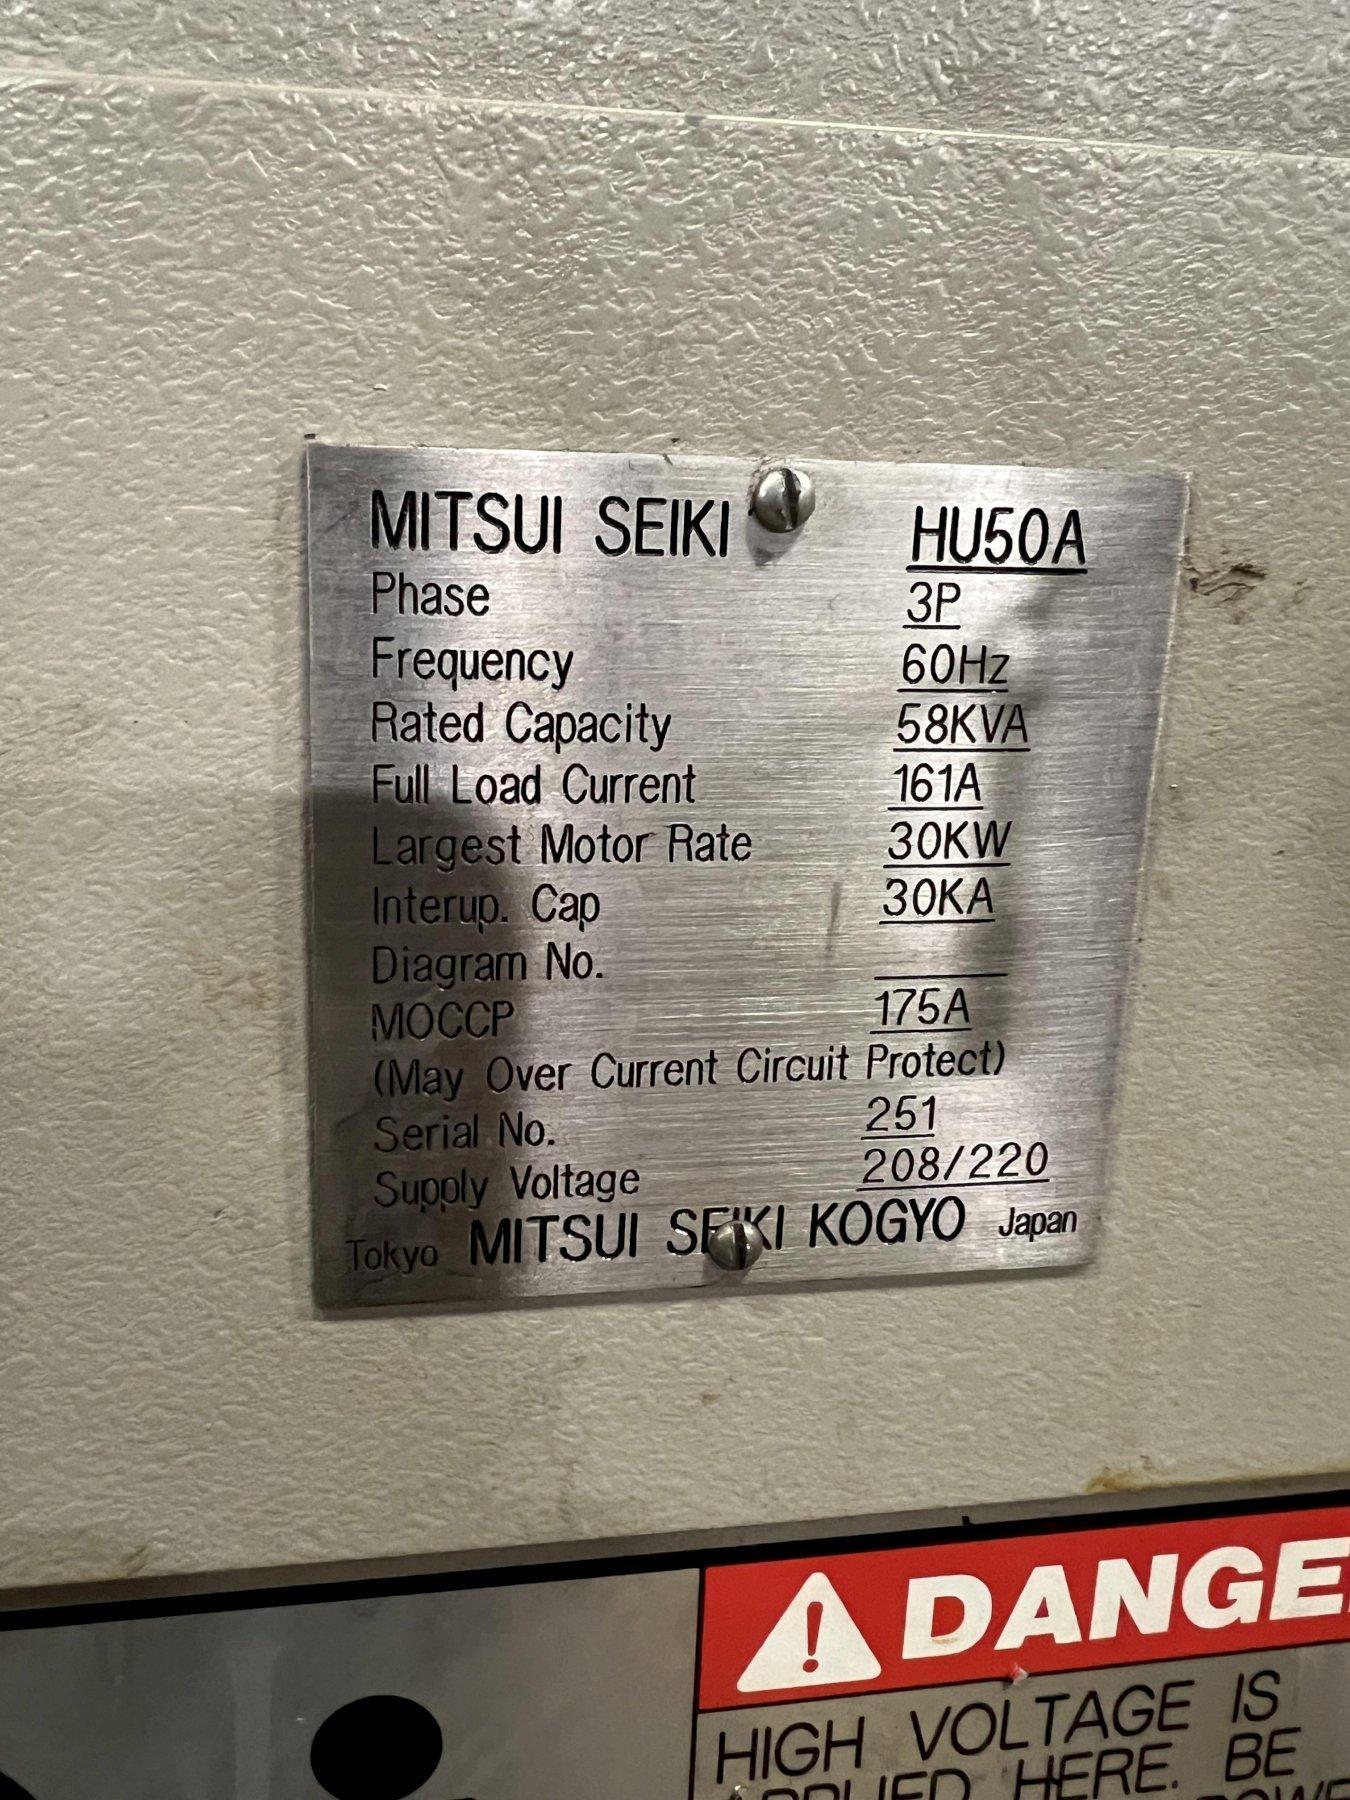 MITSUI SEIKI HU50A
Phase 3P
Frequency 60Hz
Rated Capacity 58KVA
Full Load Current 161A
Largest Motor Rate 30KW
Interup. Cap 30KA
Diagram No.
MOCCP 175A
(May Over Current Circuit Protect)
Serial No. 251
Supply Voltage 208/220
Tokyo MITSUI SEIKI KOGYO Japan
DANGE
HIGH VOLTAGE IS
APPLIED HERE. BE